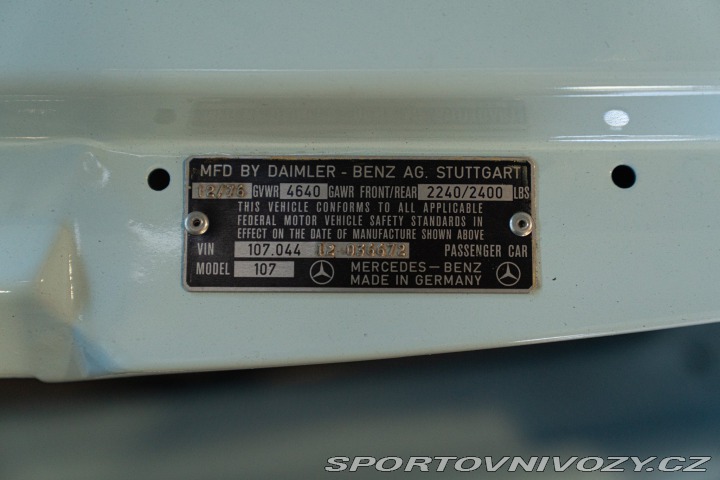 MFD BY DAIMLER - BENZ AG. STUTTGART
12/76 GVWR 4640 GAWR FRONT/REAR 2240/2400 LBS
THIS VEHICLE CONFORMS TO ALL APPLICABLE
FEDERAL MOTOR VEHICLE SAFETY STANDARDS IN
EFFECT ON THE DATE OF MANUFACTURE SHOWN ABOVE
VIN 107.044 PASSENGER CAR
MODEL 107 MERCEDES-BENZ
MADE IN GERMANY
SPORTOVNIVOZY.CZ